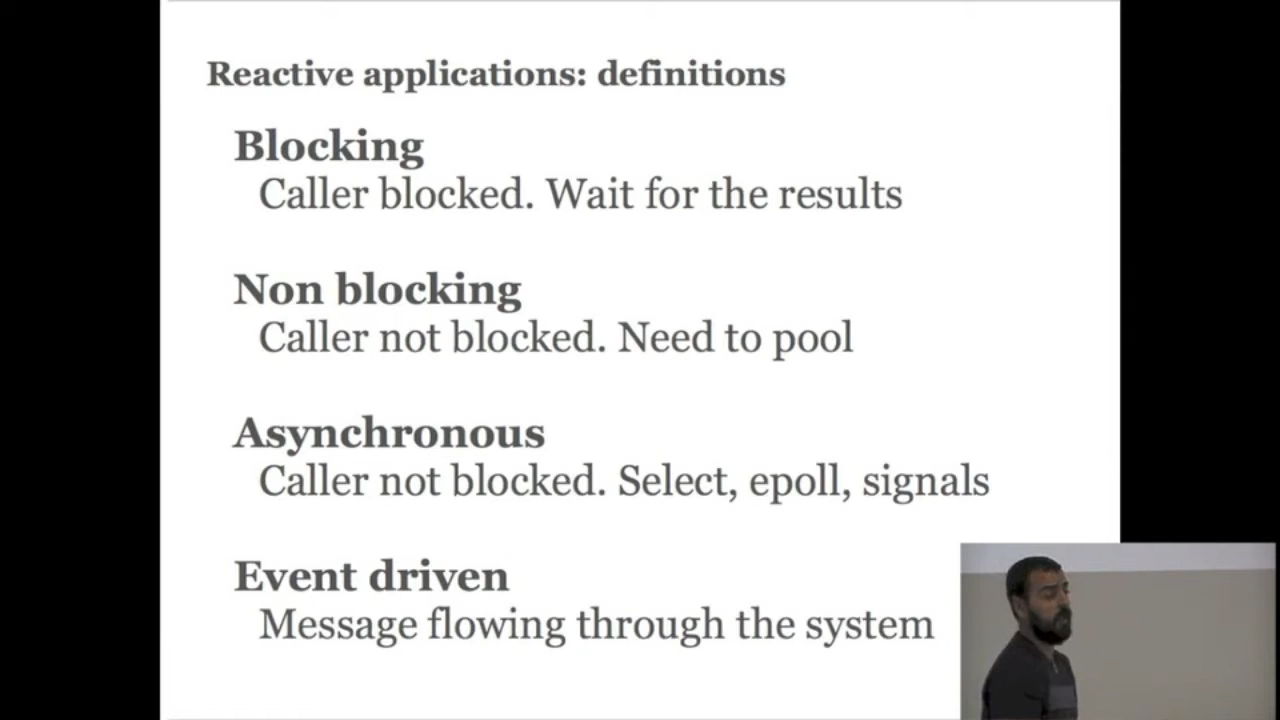 Reactive applications: definitions
Blocking
Caller blocked. Wait for the results
Non blocking
Caller not blocked. Need to pool
Asynchronous
Caller not blocked. Select, epoll, signals
Event driven
Message flowing through the system